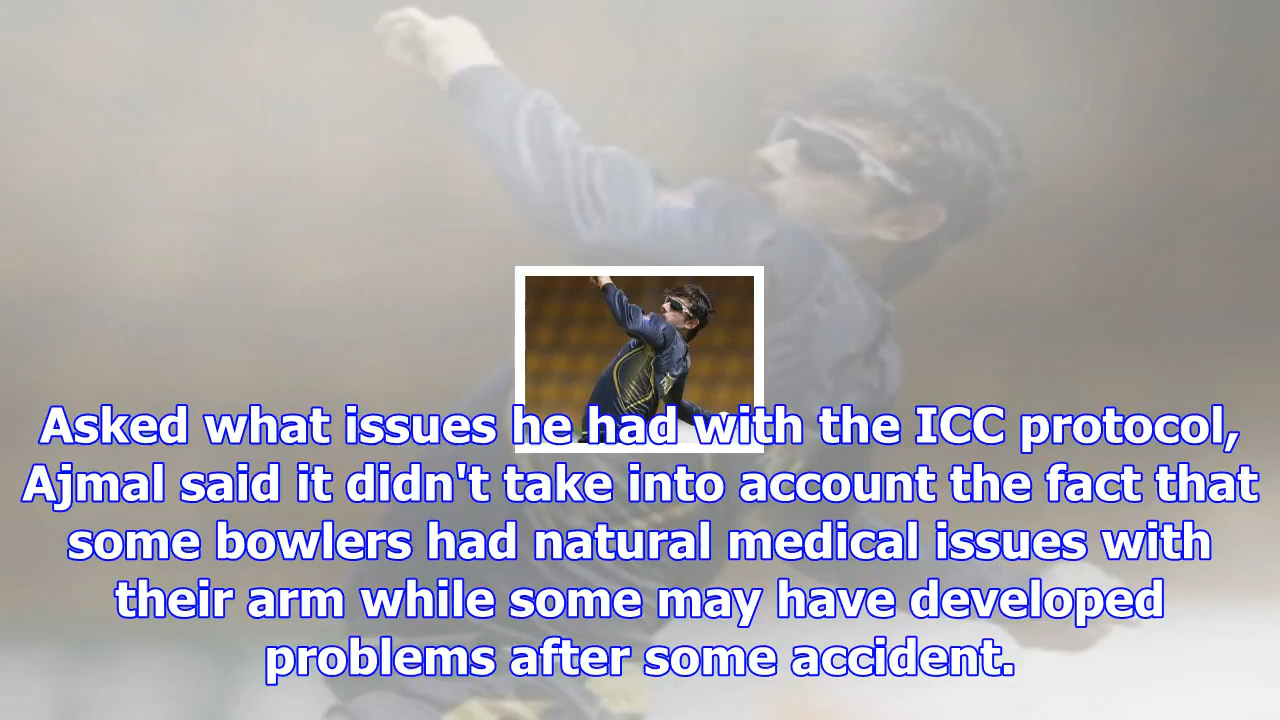 Asked what issues he had with the ICC protocol,
Ajmal said it didn't take into account the fact that
some bowlers had natural medical issues with
their arm while some may have developed
problems after some accident.